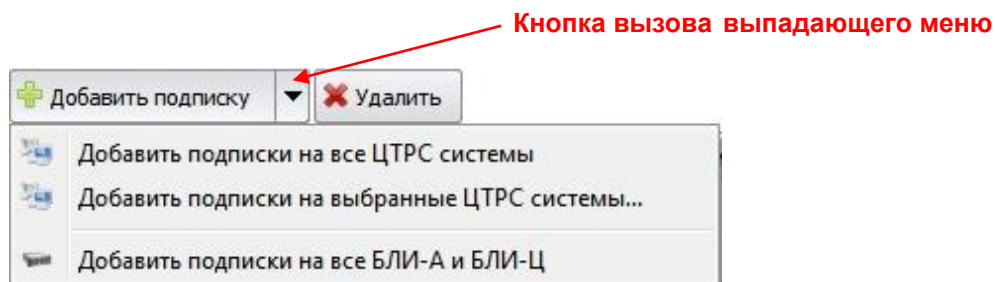 Кнопка вызова выпадающего меню
Добавить подписку Удалить
Добавить подписки на все ЦТРС системы
Добавить подписки на выбранные ЦТРС системы...
Добавить подписки на все БЛИ-А и БЛИ-Ц